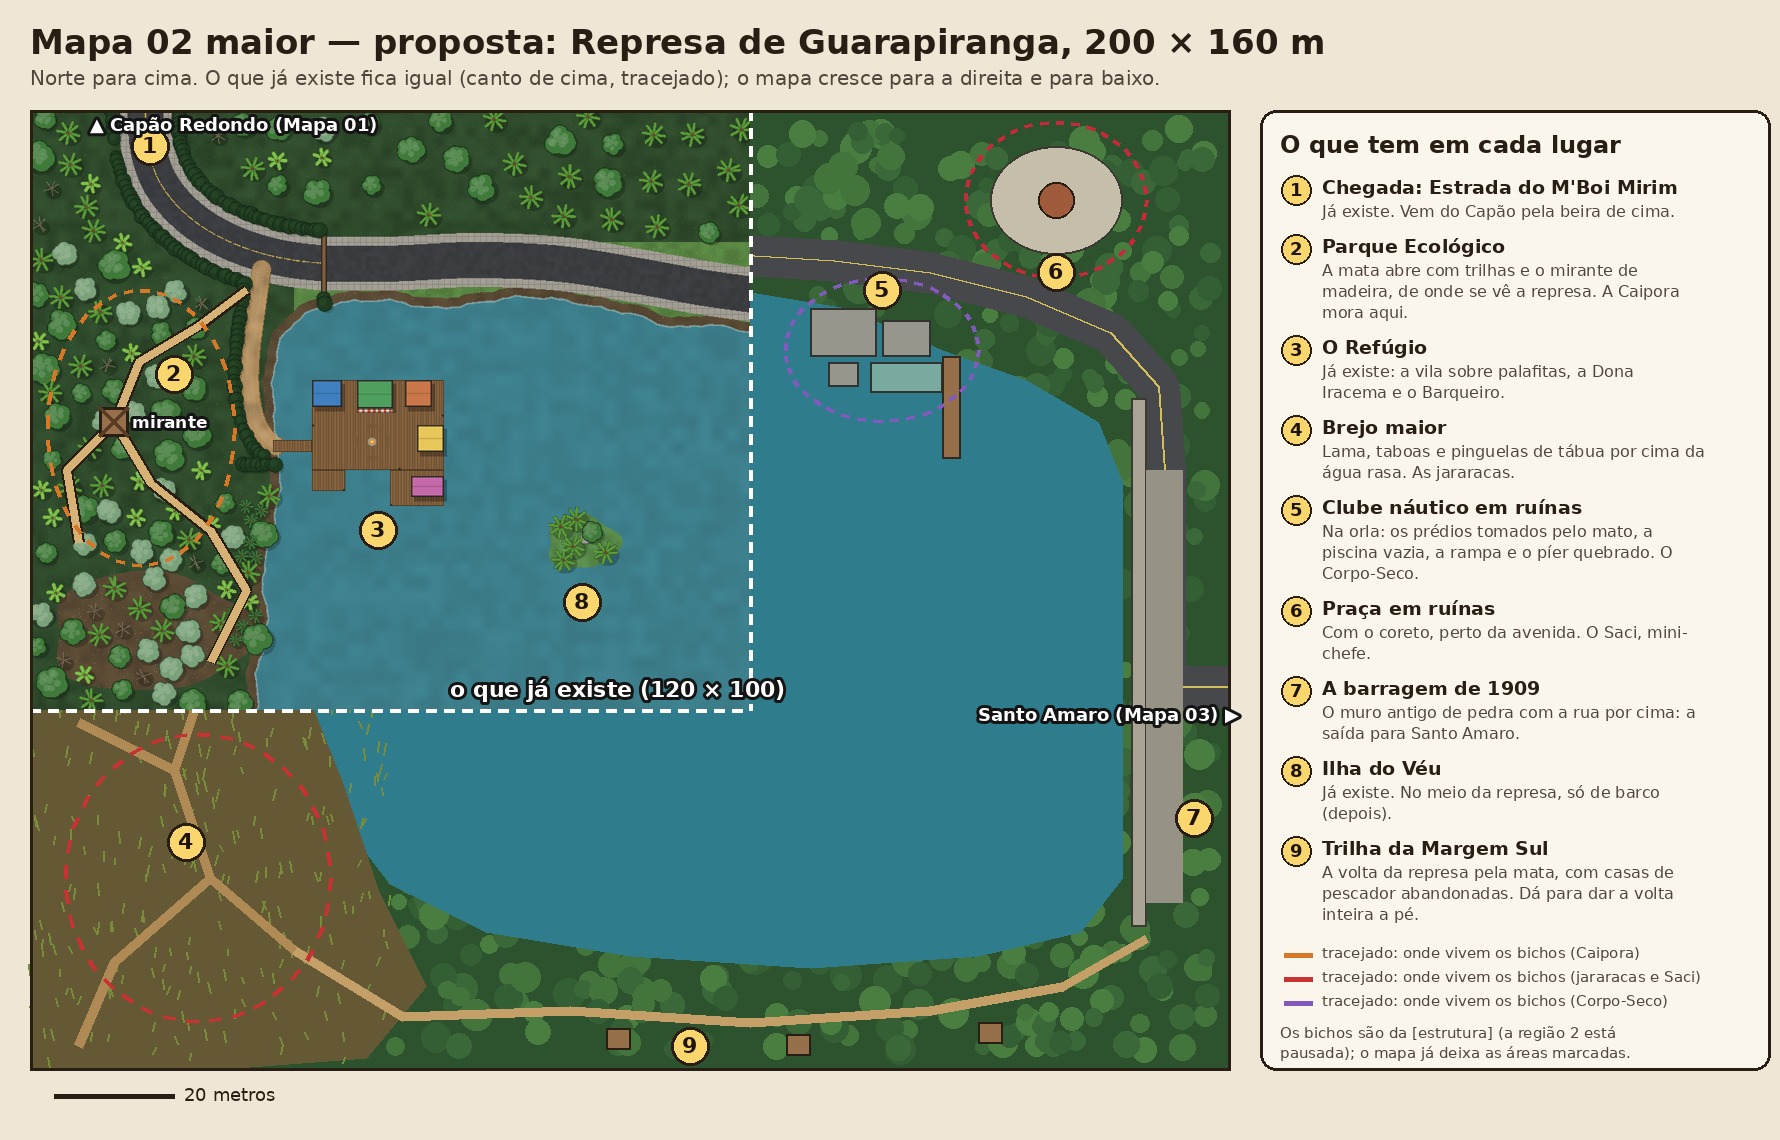 Mapa 02 maior — proposta: Represa de Guarapiranga, 200 × 160 m
Norte para cima. O que já existe fica igual (canto de cima, tracejado); o mapa cresce para a direita e para baixo.
▲ Capão Redondo (Mapa 01)
1
6
5
2
mirante
3
8
o que já existe (120 × 100)
Santo Amaro (Mapa 03) ▶
7
4
9
20 metros
O que tem em cada lugar
1 Chegada: Estrada do M'Boi Mirim
Já existe. Vem do Capão pela beira de cima.
2 Parque Ecológico
A mata abre com trilhas e o mirante de
madeira, de onde se vê a represa. A Caipora
mora aqui.
3 O Refúgio
Já existe: a vila sobre palafitas, a Dona
Iracema e o Barqueiro.
4 Brejo maior
Lama, taboas e pinguelas de tábua por cima da
água rasa. As jararacas.
5 Clube náutico em ruínas
Na orla: os prédios tomados pelo mato, a
piscina vazia, a rampa e o píer quebrado. O
Corpo-Seco.
6 Praça em ruínas
Com o coreto, perto da avenida. O Saci, mini-
chefe.
7 A barragem de 1909
O muro antigo de pedra com a rua por cima: a
saída para Santo Amaro.
8 Ilha do Véu
Já existe. No meio da represa, só de barco
(depois).
9 Trilha da Margem Sul
A volta da represa pela mata, com casas de
pescador abandonadas. Dá para dar a volta
inteira a pé.
tracejado: onde vivem os bichos (Caipora)
tracejado: onde vivem os bichos (jararacas e Saci)
tracejado: onde vivem os bichos (Corpo-Seco)
Os bichos são da [estrutura] (a região 2 está
pausada); o mapa já deixa as áreas marcadas.